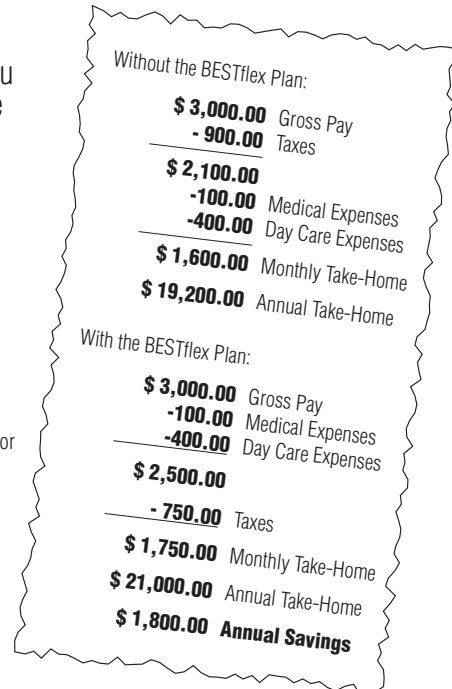 u
e
or
Without the BESTflex Plan:
$ 3,000.00 Gross Pay
- 900.00 Taxes
$ 2,100.00
-100.00 Medical Expenses
-400.00 Day Care Expenses
$ 1,600.00 Monthly Take-Home
$ 19,200.00 Annual Take-Home
With the BESTflex Plan:
$ 3,000.00 Gross Pay
-100.00 Medical Expenses
-400.00 Day Care Expenses
$ 2,500.00
- 750.00 Taxes
$ 1,750.00 Monthly Take-Home
$ 21,000.00 Annual Take-Home
$ 1,800.00 Annual Savings